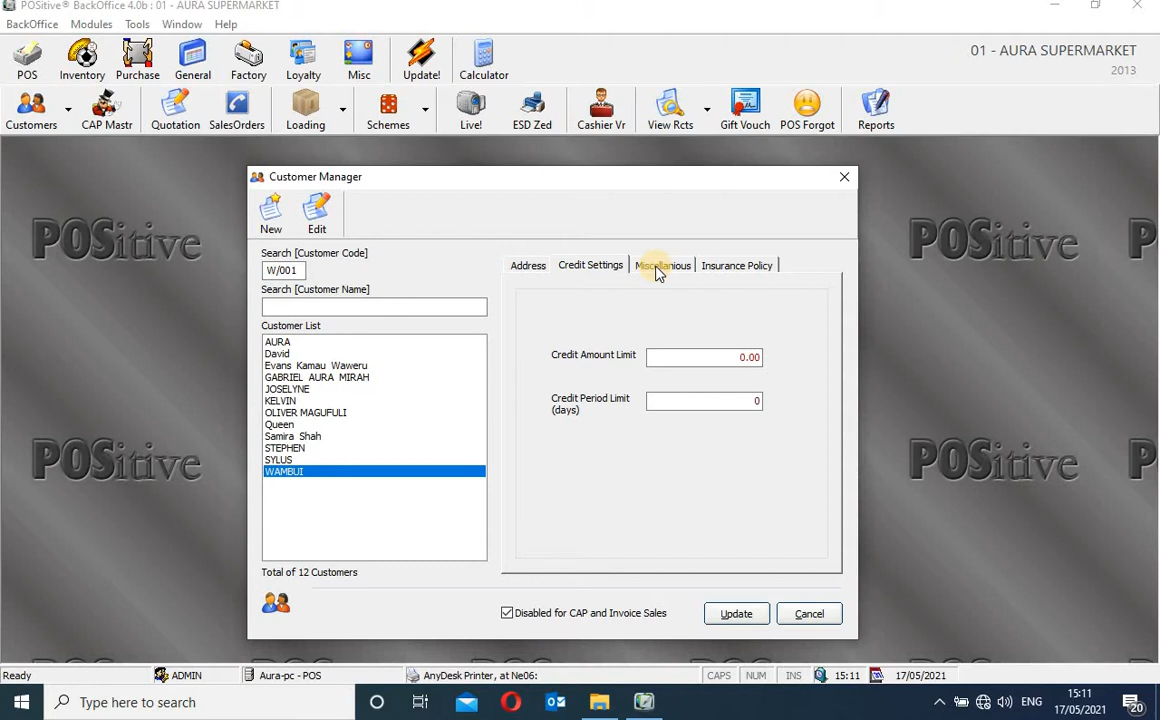 POSitive® BackOffice 4.0b : 01 - AURA SUPERMARKET
BackOffice Modules Tools Window Help
POS Inventory Purchase General Factory Loyalty Misc Update! Calculator
01 - AURA SUPERMARKET
2013
Customers CAP Mastr Quotation SalesOrders Loading Schemes Live! ESD Zed Cashier Vr View Rcts Gift Vouch POS Forgot Reports
Customer Manager
New Edit
Search [Customer Code]
W/001
Search [Customer Name]
Customer List
AURA
David
Evans Kamau Waweru
GABRIEL AURA MIRAH
JOSELYNE
KELVIN
OLIVER MAGUFULI
Queen
Samira Shah
STEPHEN
SYLUS
WAMBUI
Total of 12 Customers
Address Credit Settings Miscellanious Insurance Policy
Credit Amount Limit 0.00
Credit Period Limit 0
(days)
Disabled for CAP and Invoice Sales Update Cancel
POSitive POSitive POSitive
POSitive POSitive POSitive
Ready ADMIN Aura-pc - POS AnyDesk Printer, at Ne06: CAPS NUM INS 15:11 17/05/2021
Type here to search
ENG
15:11
17/05/2021
20